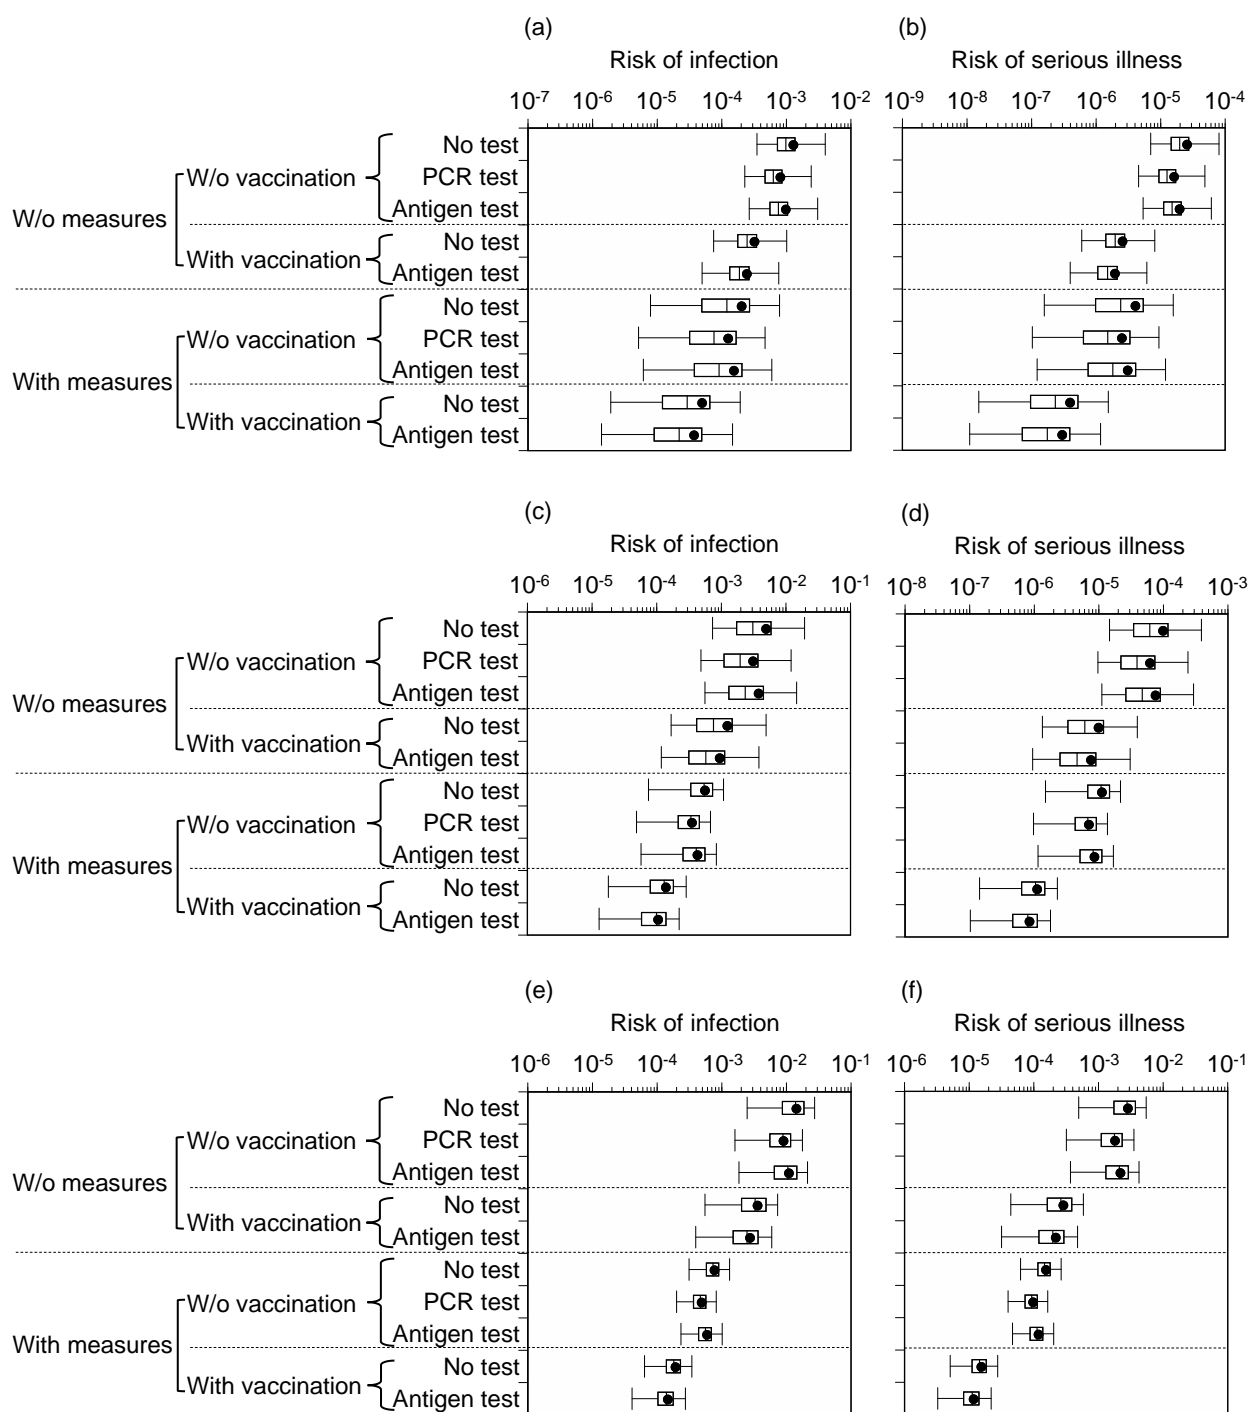 (a) (b)
Risk of infection Risk of serious illness
10-7 10-6 10-5 10-4 10-3 10-2 10-9 10-8 10-7 10-6 10-5 10-4
No test
W/o vaccination PCR test
Antigen test
W/o measures
No test
With vaccination
Antigen test
No test
W/o vaccination PCR test
Antigen test
With measures
No test
With vaccination
Antigen test
(c) (d)
Risk of infection Risk of serious illness
10-6 10-5 10-4 10-3 10-2 10-1 10-8 10-7 10-6 10-5 10-4 10-3
No test
W/o vaccination PCR test
Antigen test
W/o measures
No test
With vaccination
Antigen test
No test
W/o vaccination PCR test
Antigen test
With measures
No test
With vaccination
Antigen test
(e) (f)
Risk of infection Risk of serious illness
10-6 10-5 10-4 10-3 10-2 10-1 10-6 10-5 10-4 10-3 10-2 10-1
No test
W/o vaccination PCR test
Antigen test
W/o measures
No test
With vaccination
Antigen test
No test
W/o vaccination PCR test
Antigen test
With measures
No test
With vaccination
Antigen test